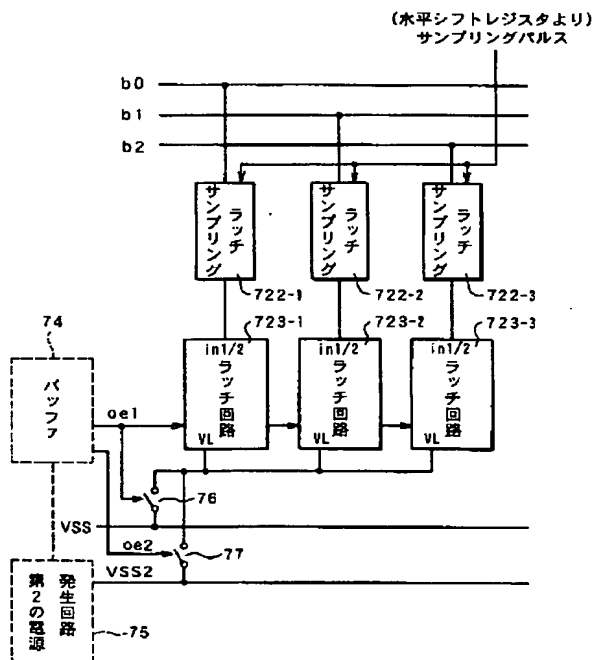 (水平シフトレジスタより)
サンプリングパルス
b0
b1
b2
サンプリング
ラッチ
サンプリング
ラッチ
サンプリング
ラッチ
722-1
722-2
722-3
74
723-1
723-2
723-3
バッファ
oe1
in1/2
ラッチ回路
VL
in1/2
ラッチ回路
VL
in1/2
ラッチ回路
VL
76
VSS
oe2
77
VSS2
第2の電源
発生回路
75